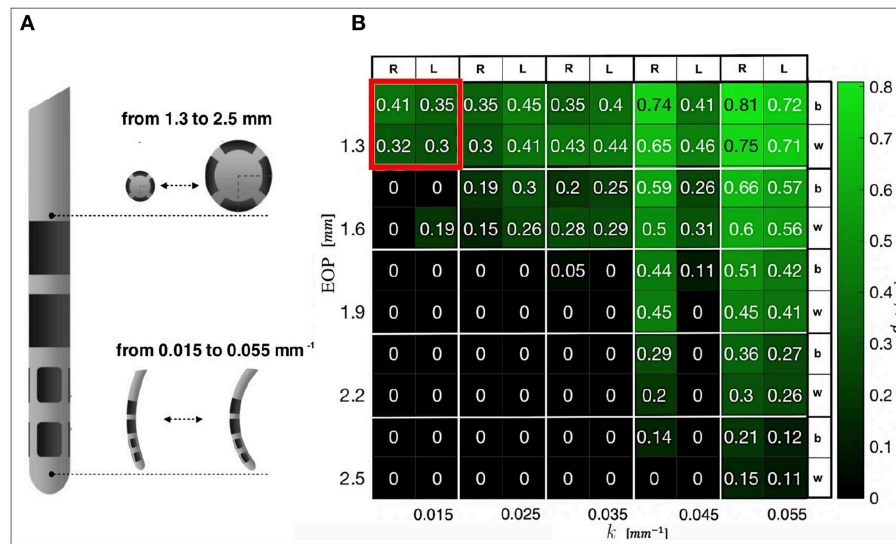 A
B
from 1.3 to 2.5 mm
from 0.015 to 0.055 mm⁻¹
R L R L R L R L R L
0.41 0.35 0.35 0.45 0.35 0.4 0.74 0.41 0.81 0.72 b
1.3 0.32 0.3 0.3 0.41 0.43 0.44 0.65 0.46 0.75 0.71 w
0 0 0.19 0.3 0.2 0.25 0.59 0.26 0.66 0.57 b
1.6 0 0.19 0.15 0.26 0.28 0.29 0.5 0.31 0.6 0.56 w
0 0 0 0 0.05 0 0.44 0.11 0.51 0.42 b
1.9 0 0 0 0 0 0 0.45 0 0.45 0.41 w
0 0 0 0 0 0 0.29 0 0.36 0.27 b
2.2 0 0 0 0 0 0 0.2 0 0.3 0.26 w
0 0 0 0 0 0 0.14 0 0.21 0.12 b
2.5 0 0 0 0 0 0 0 0 0.15 0.11 w
0.015 0.025 0.035 0.045 0.055
k [mm⁻¹]
EOP [mm]
0.8
0.7
0.6
0.5
0.4
0.3
0.2
0.1
0